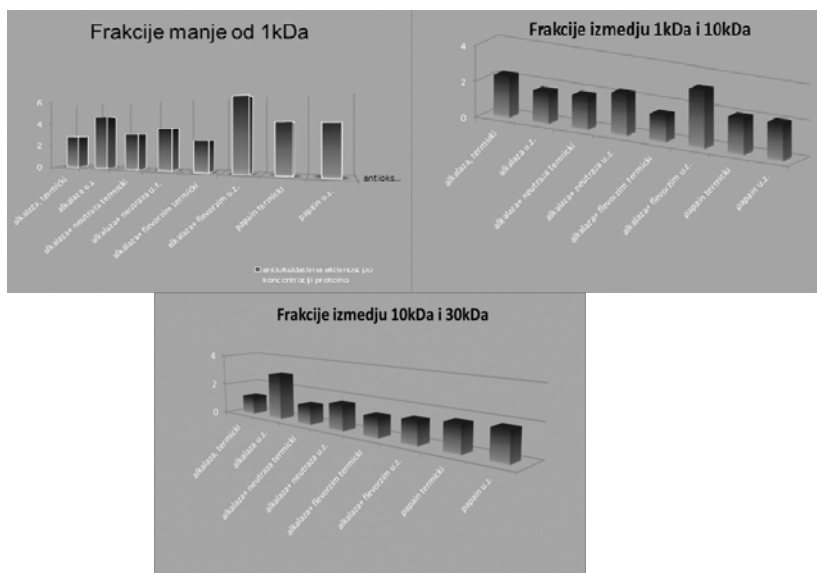 Frakcije manje od 1kDa
6
4
2
0
alkalaza, termicki
alkalaza u.z.
alkalaza+ neutraza termicki
alkalaza+ neutraza u.z.
alkalaza+ flevorzim termicki
alkalaza+ flevorzim u.z.
papain termicki
papain u.z.
antioks...
antioksidativna aktivnost po
koncentraciji proteina
Frakcije izmedju 1kDa i 10kDa
4
2
0
alkalaza, termicki
alkalaza u.z.
alkalaza+ neutraza termicki
alkalaza+ neutraza u.z.
alkalaza+ flevorzim termicki
alkalaza+ flevorzim u.z.
papain termicki
papain u.z.
Frakcije izmedju 10kDa i 30kDa
4
2
0
alkalaza, termicki
alkalaza u.z.
alkalaza+ neutraza termicki
alkalaza+ neutraza u.z.
alkalaza+ flevorzim termicki
alkalaza+ flevorzim u.z.
papain termicki
papain u.z.